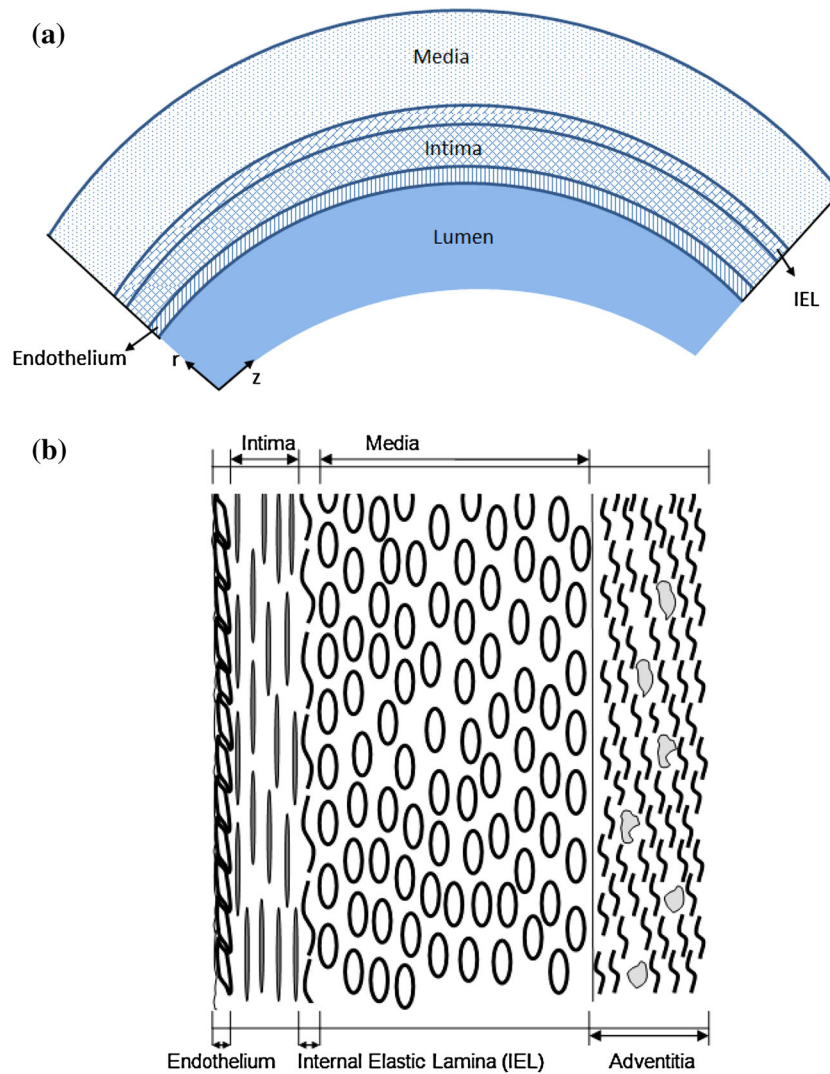 (a)
Media
Intima
Lumen
IEL
Endothelium
r
z
(b)
Intima Media
Endothelium Internal Elastic Lamina (IEL) Adventitia